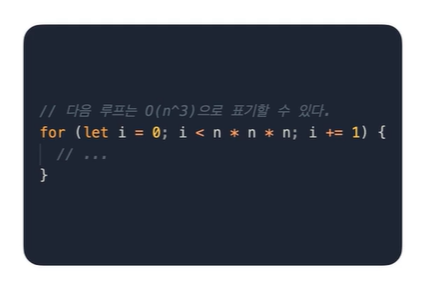 // 다음 루프는 O(n^3)으로 표기할 수 있다.
for (let i = 0; i < n * n * n; i += 1) {
  // ...
}